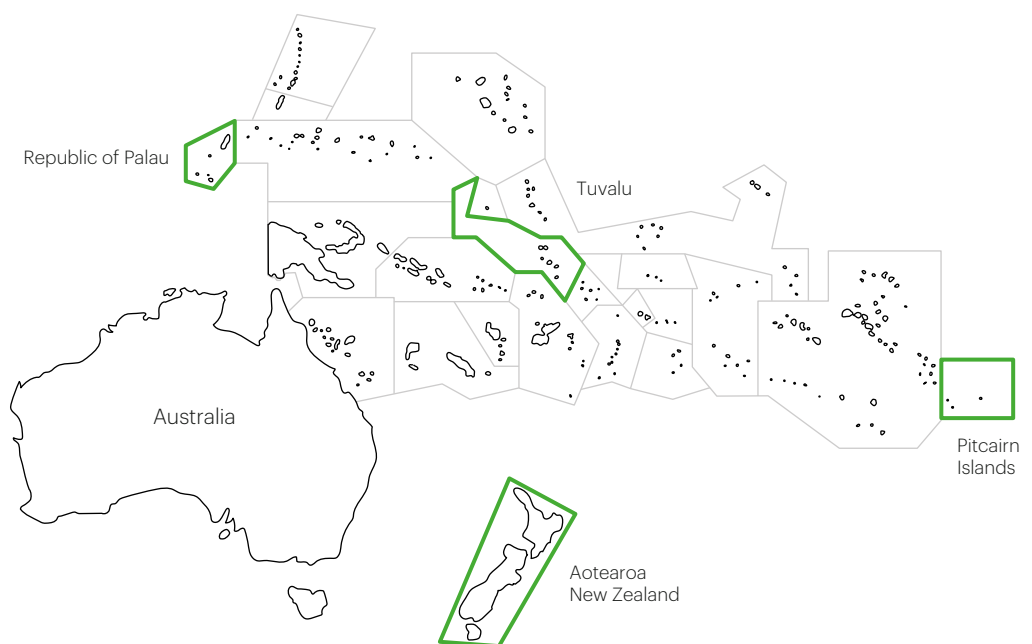 Republic of Palau
Tuvalu
Australia
Pitcairn
Islands
Aotearoa
New Zealand